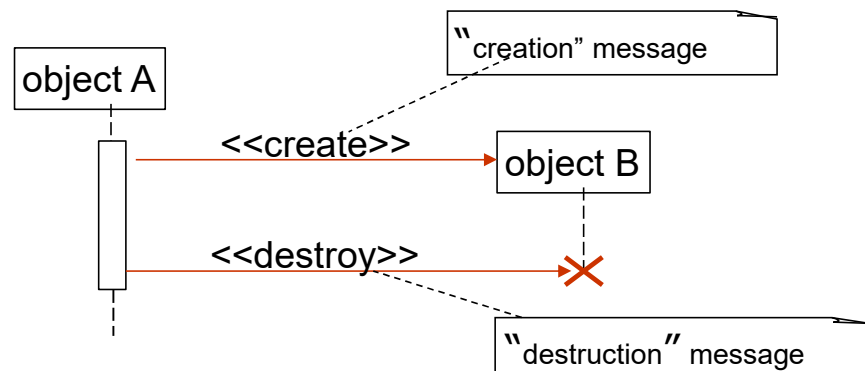 “creation” message
object A
<<create>>
object B
<<destroy>>
“destruction” message